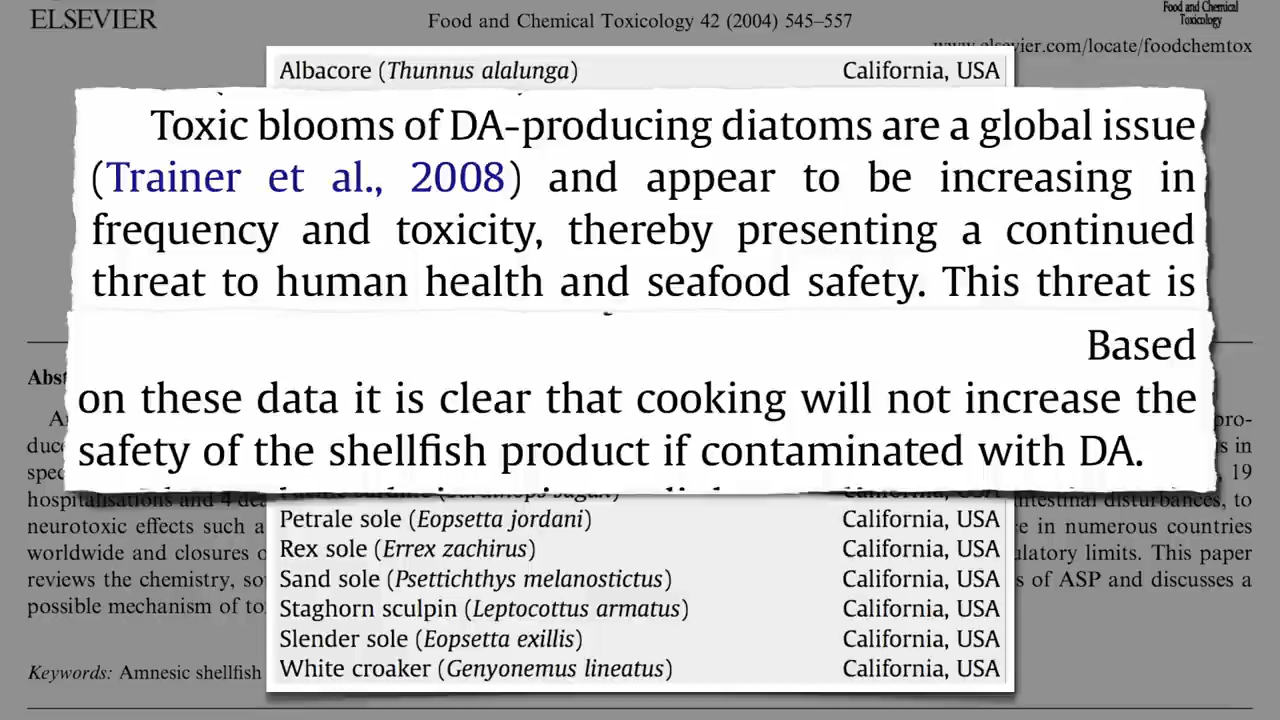 ELSEVIER
Food and Chemical Toxicology 42 (2004) 545–557
Food and Chemical
Toxicology
www.elsevier.com/locate/foodchemtox
Albacore (Thunnus alalunga) California, USA
Toxic blooms of DA-producing diatoms are a global issue
(Trainer et al., 2008) and appear to be increasing in
frequency and toxicity, thereby presenting a continued
threat to human health and seafood safety. This threat is
Based
on these data it is clear that cooking will not increase the
safety of the shellfish product if contaminated with DA.
hospitalisations and 4
neurotoxic effects such a
worldwide and closures o
reviews the chemistry, so
possible mechanism of to
Petrale sole (Eopsetta jordani) California, USA
Rex sole (Errex zachirus) California, USA
Sand sole (Psettichthys melanostictus) California, USA
Staghorn sculpin (Leptocottus armatus) California, USA
Slender sole (Eopsetta exillis) California, USA
White croaker (Genyonemus lineatus) California, USA
pro-
s in
19
intestinal disturbances, to
e in numerous countries
ulatory limits. This paper
s of ASP and discusses a
Keywords: Amnesic shellfish